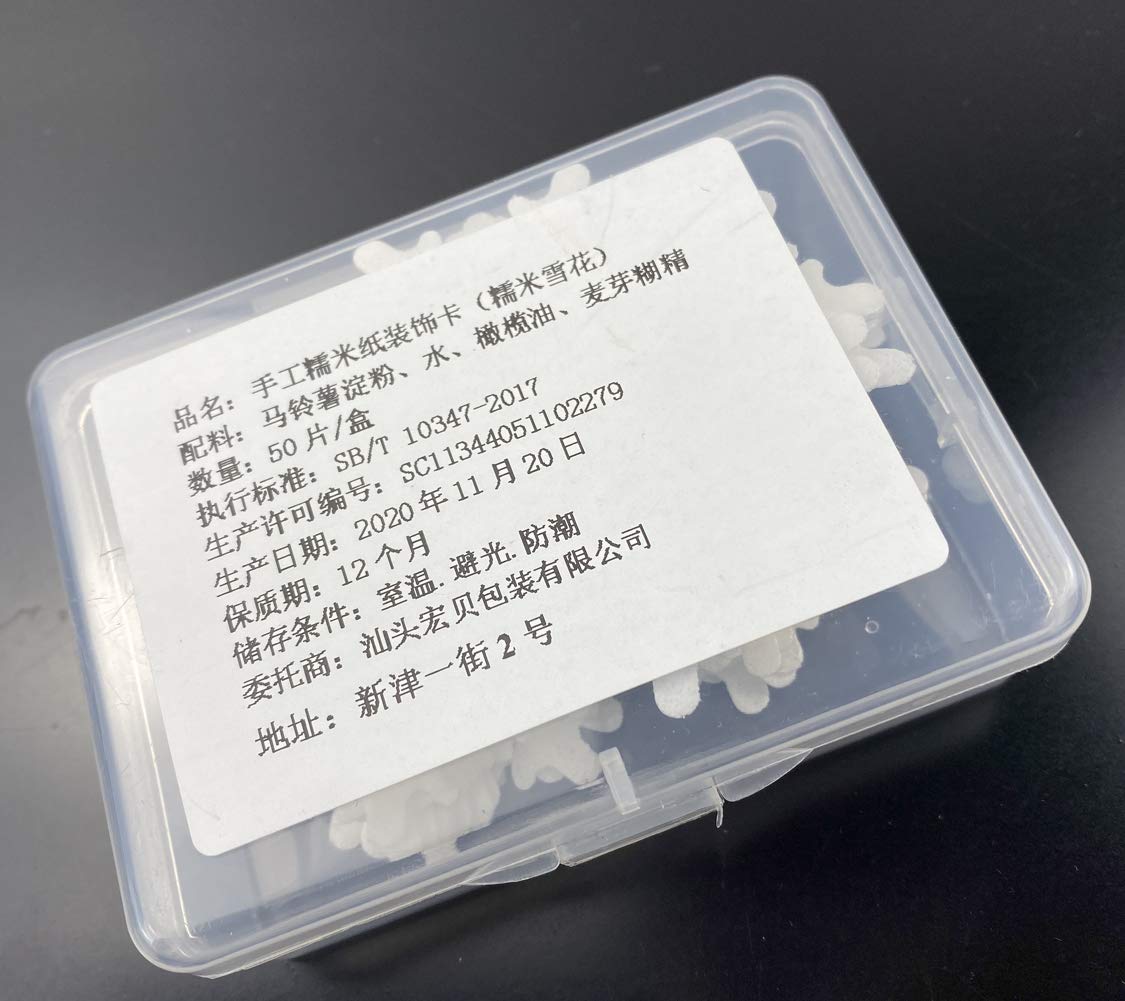 品名：手工糯米纸装饰卡（糯米雪花）
配料：马铃薯淀粉、水、橄榄油、麦芽糊精
数量：50片/盒
执行标准：SB/T 10347-2017
生产许可编号：SC11344051102279
生产日期：2020年11月20日
保质期：12个月
储存条件：室温.避光.防潮
委托商：汕头宏贝包装有限公司
地址：新津一街2号